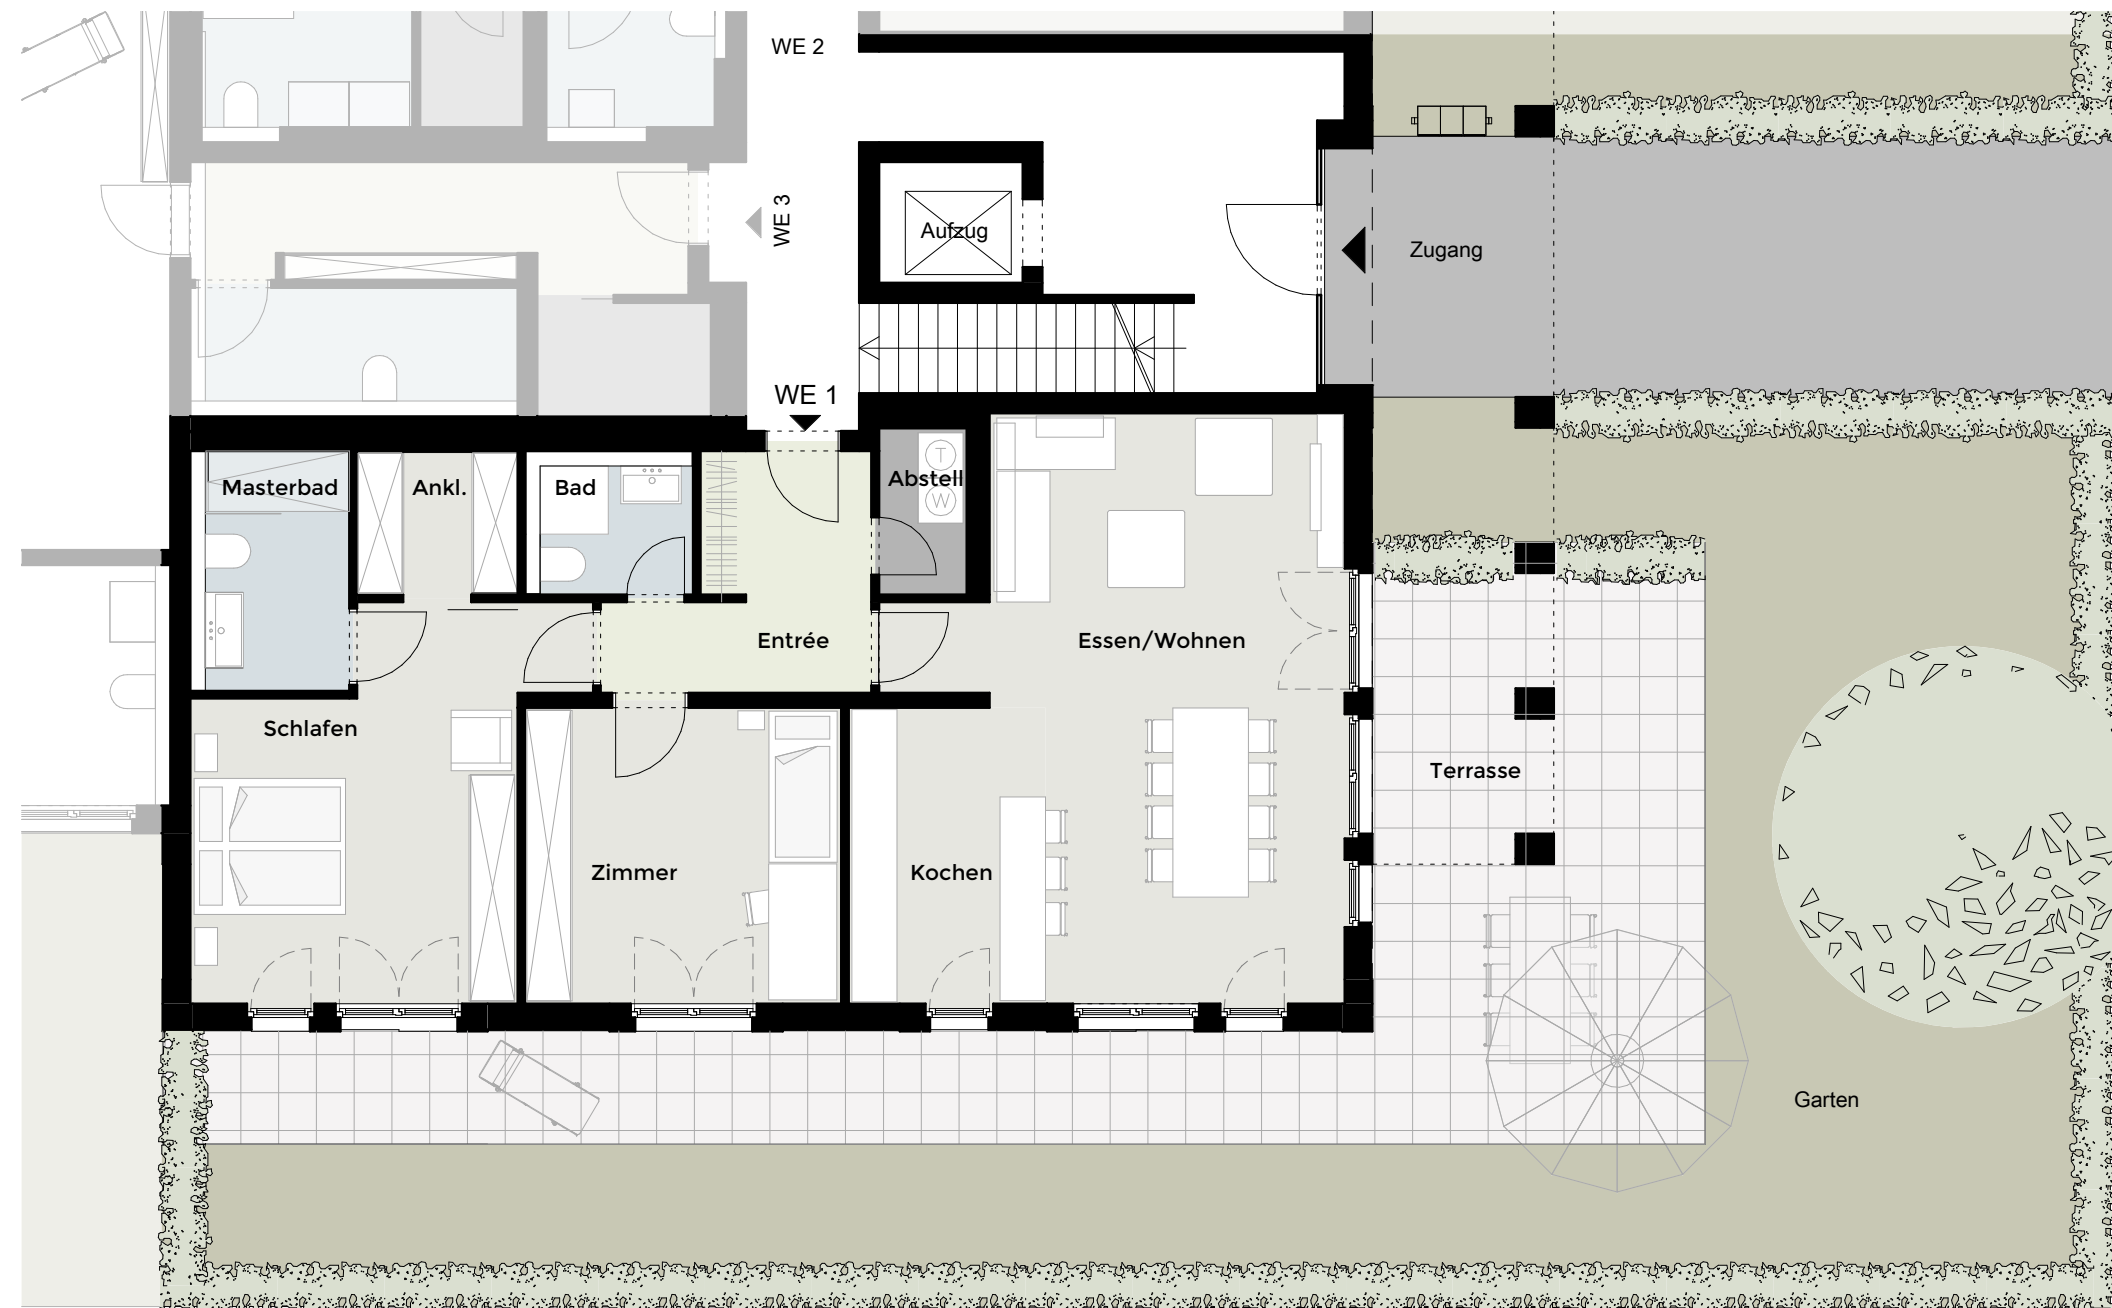 WE 2
WE 3
Aufzug
Zugang
WE 1
Masterbad
Ankl.
Bad
Abstell
T
W
Entrée
Essen/Wohnen
Schlafen
Terrasse
Zimmer
Kochen
Garten